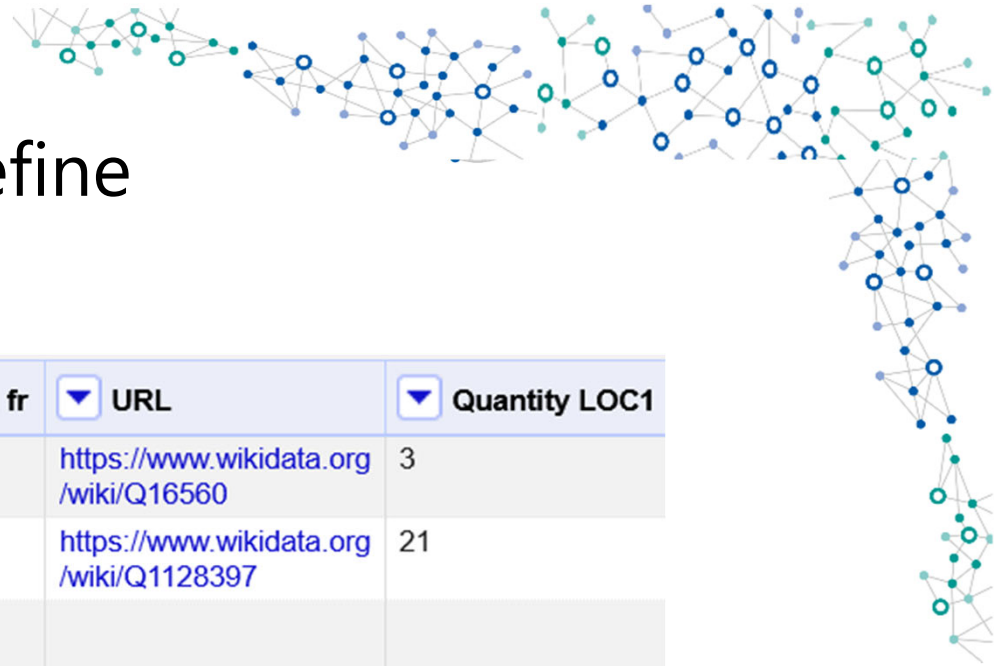 efine
fr URL Quantity LOC1
https://www.wikidata.org 3
/wiki/Q16560
https://www.wikidata.org 21
/wiki/Q1128397